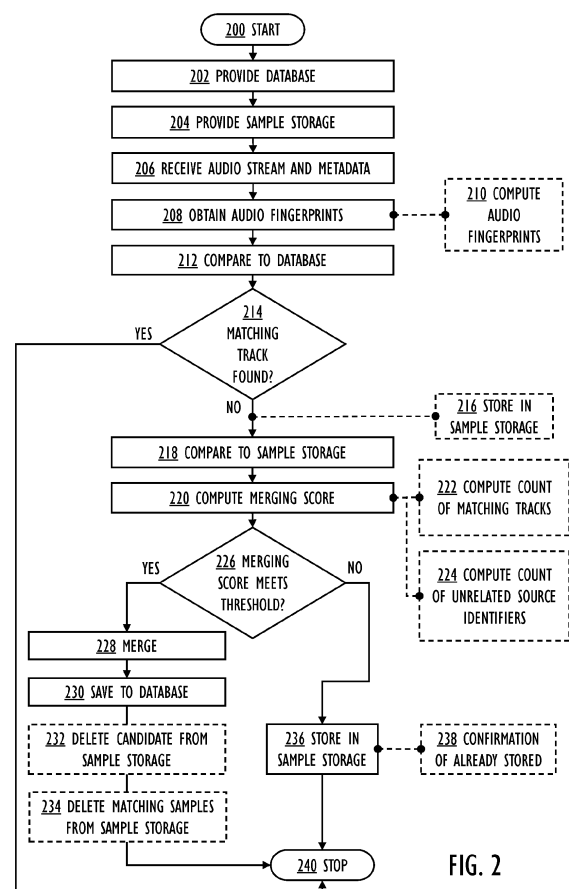 200 START
202 PROVIDE DATABASE
204 PROVIDE SAMPLE STORAGE
206 RECEIVE AUDIO STREAM AND METADATA
208 OBTAIN AUDIO FINGERPRINTS
210 COMPUTE
AUDIO
FINGERPRINTS
212 COMPARE TO DATABASE
YES
214
MATCHING
TRACK
FOUND?
NO
216 STORE IN
SAMPLE STORAGE
218 COMPARE TO SAMPLE STORAGE
220 COMPUTE MERGING SCORE
222 COMPUTE COUNT
OF MATCHING TRACKS
224 COMPUTE COUNT
OF UNRELATED SOURCE
IDENTIFIERS
YES
226 MERGING
SCORE MEETS
THRESHOLD?
NO
228 MERGE
230 SAVE TO DATABASE
232 DELETE CANDIDATE FROM
SAMPLE STORAGE
234 DELETE MATCHING SAMPLES
FROM SAMPLE STORAGE
236 STORE IN
SAMPLE STORAGE
238 CONFIRMATION
OF ALREADY STORED
240 STOP
FIG. 2